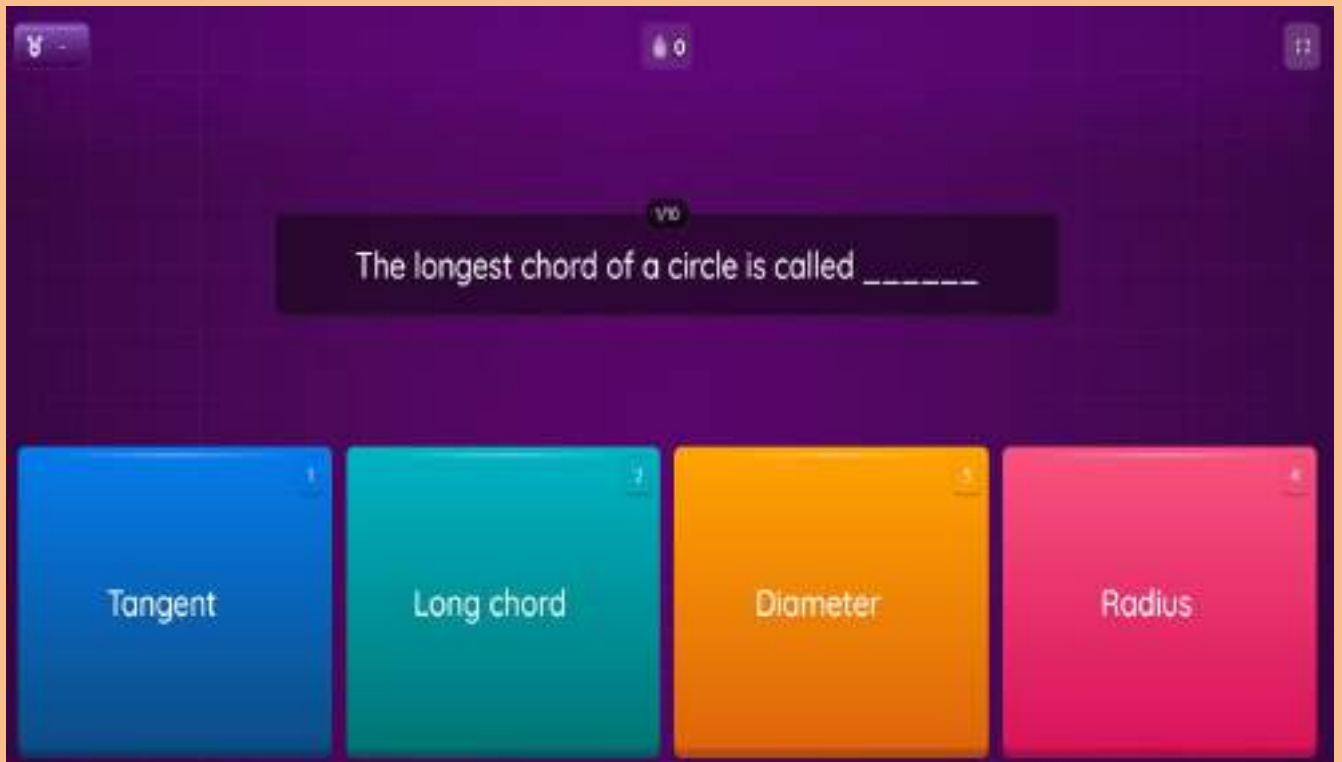 0
1/10
The longest chord of a circle is called ______
1
2
3
4
Tangent
Long chord
Diameter
Radius